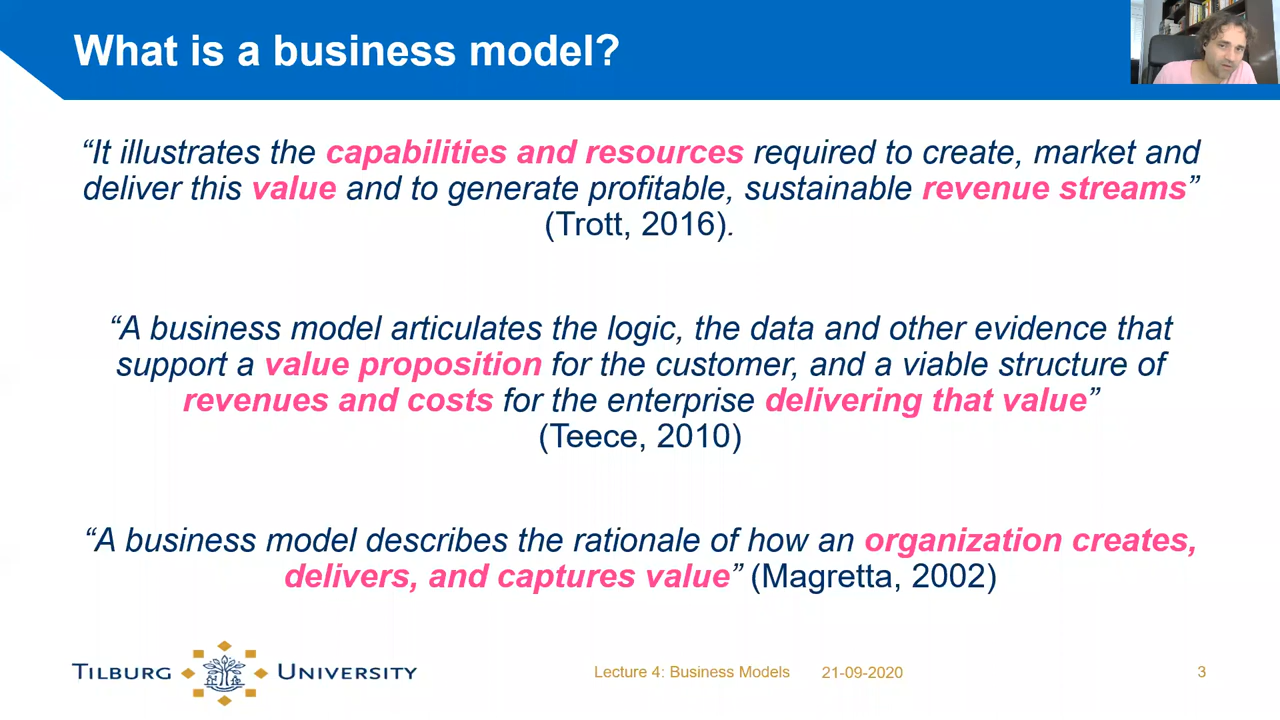 What is a business model?
“It illustrates the capabilities and resources required to create, market and
deliver this value and to generate profitable, sustainable revenue streams”
(Trott, 2016).
“A business model articulates the logic, the data and other evidence that
support a value proposition for the customer, and a viable structure of
revenues and costs for the enterprise delivering that value”
(Teece, 2010)
“A business model describes the rationale of how an organization creates,
delivers, and captures value” (Magretta, 2002)
TILBURG UNIVERSITY
Lecture 4: Business Models 21-09-2020 3